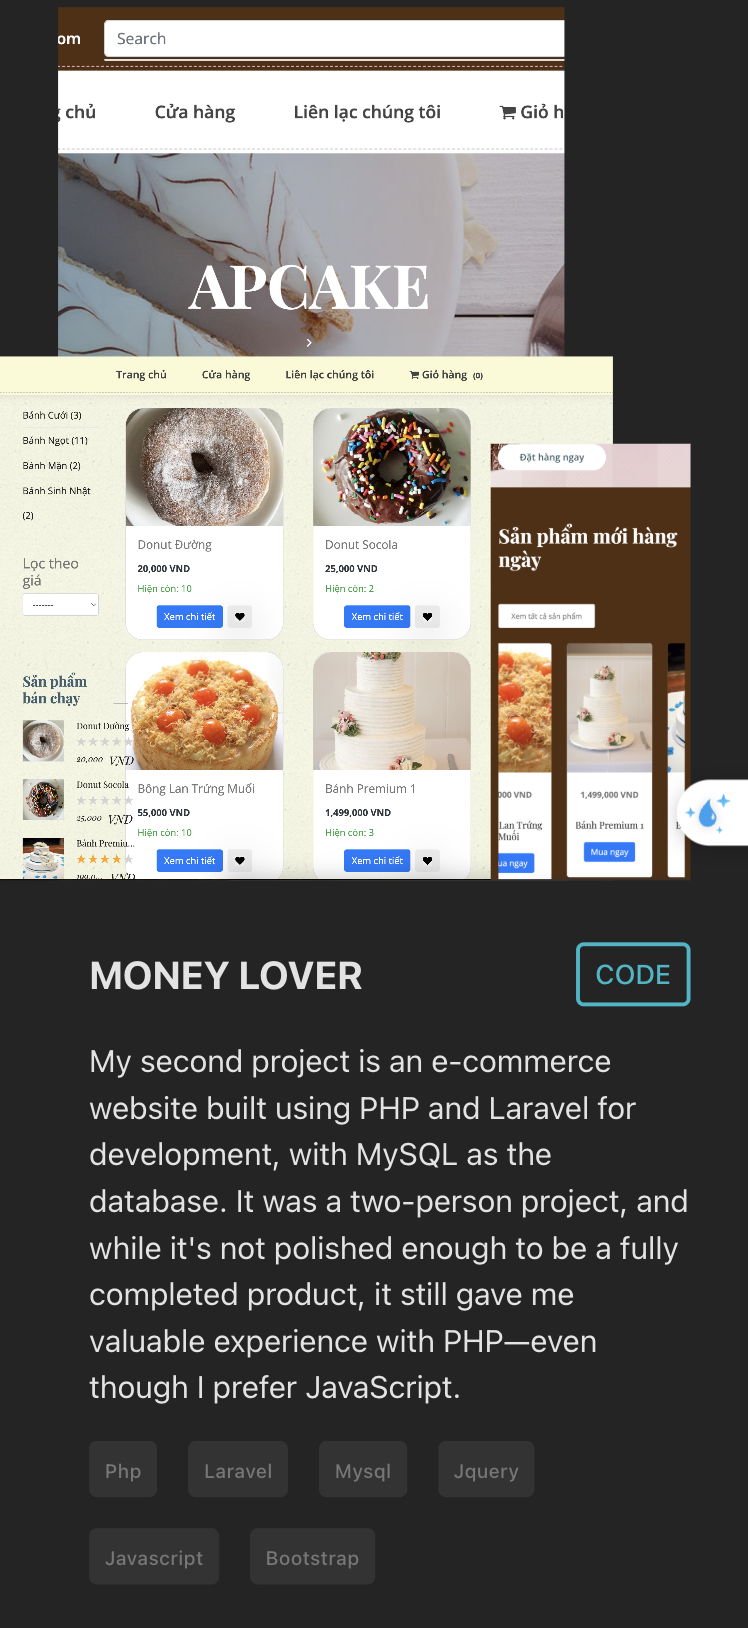 om
Search
chủ
Cửa hàng
Liên lạc chúng tôi
Giỏ h
APCAKE
Trang chủ
Cửa hàng
Liên lạc chúng tôi
Giỏ hàng (0)
Bánh Cưới (3)
Bánh Ngọt (11)
Bánh Mặn (2)
Bánh Sinh Nhật
(2)
Lọc theo
giá
-------
Sản phẩm
bán chạy
Donut Đường
20,000 VND
Donut Socola
25,000 VND
Bánh Premiu...
199,0... VND
Donut Đường
20,000 VND
Hiện còn: 10
Xem chi tiết
Donut Socola
25,000 VND
Hiện còn: 2
Xem chi tiết
Bông Lan Trứng Muối
55,000 VND
Hiện còn: 10
Xem chi tiết
Bánh Premium 1
1,499,000 VND
Hiện còn: 3
Xem chi tiết
Đặt hàng ngay
Sản phẩm mới hàng
ngày
Xem tất cả sản phẩm
000 VND
Lan Trứng
Muối
ua ngay
1,499,000 VND
Bánh Premium 1
Mua ngay
MONEY LOVER
CODE
My second project is an e-commerce
website built using PHP and Laravel for
development, with MySQL as the
database. It was a two-person project, and
while it's not polished enough to be a fully
completed product, it still gave me
valuable experience with PHP—even
though I prefer JavaScript.
Php
Laravel
Mysql
Jquery
Javascript
Bootstrap